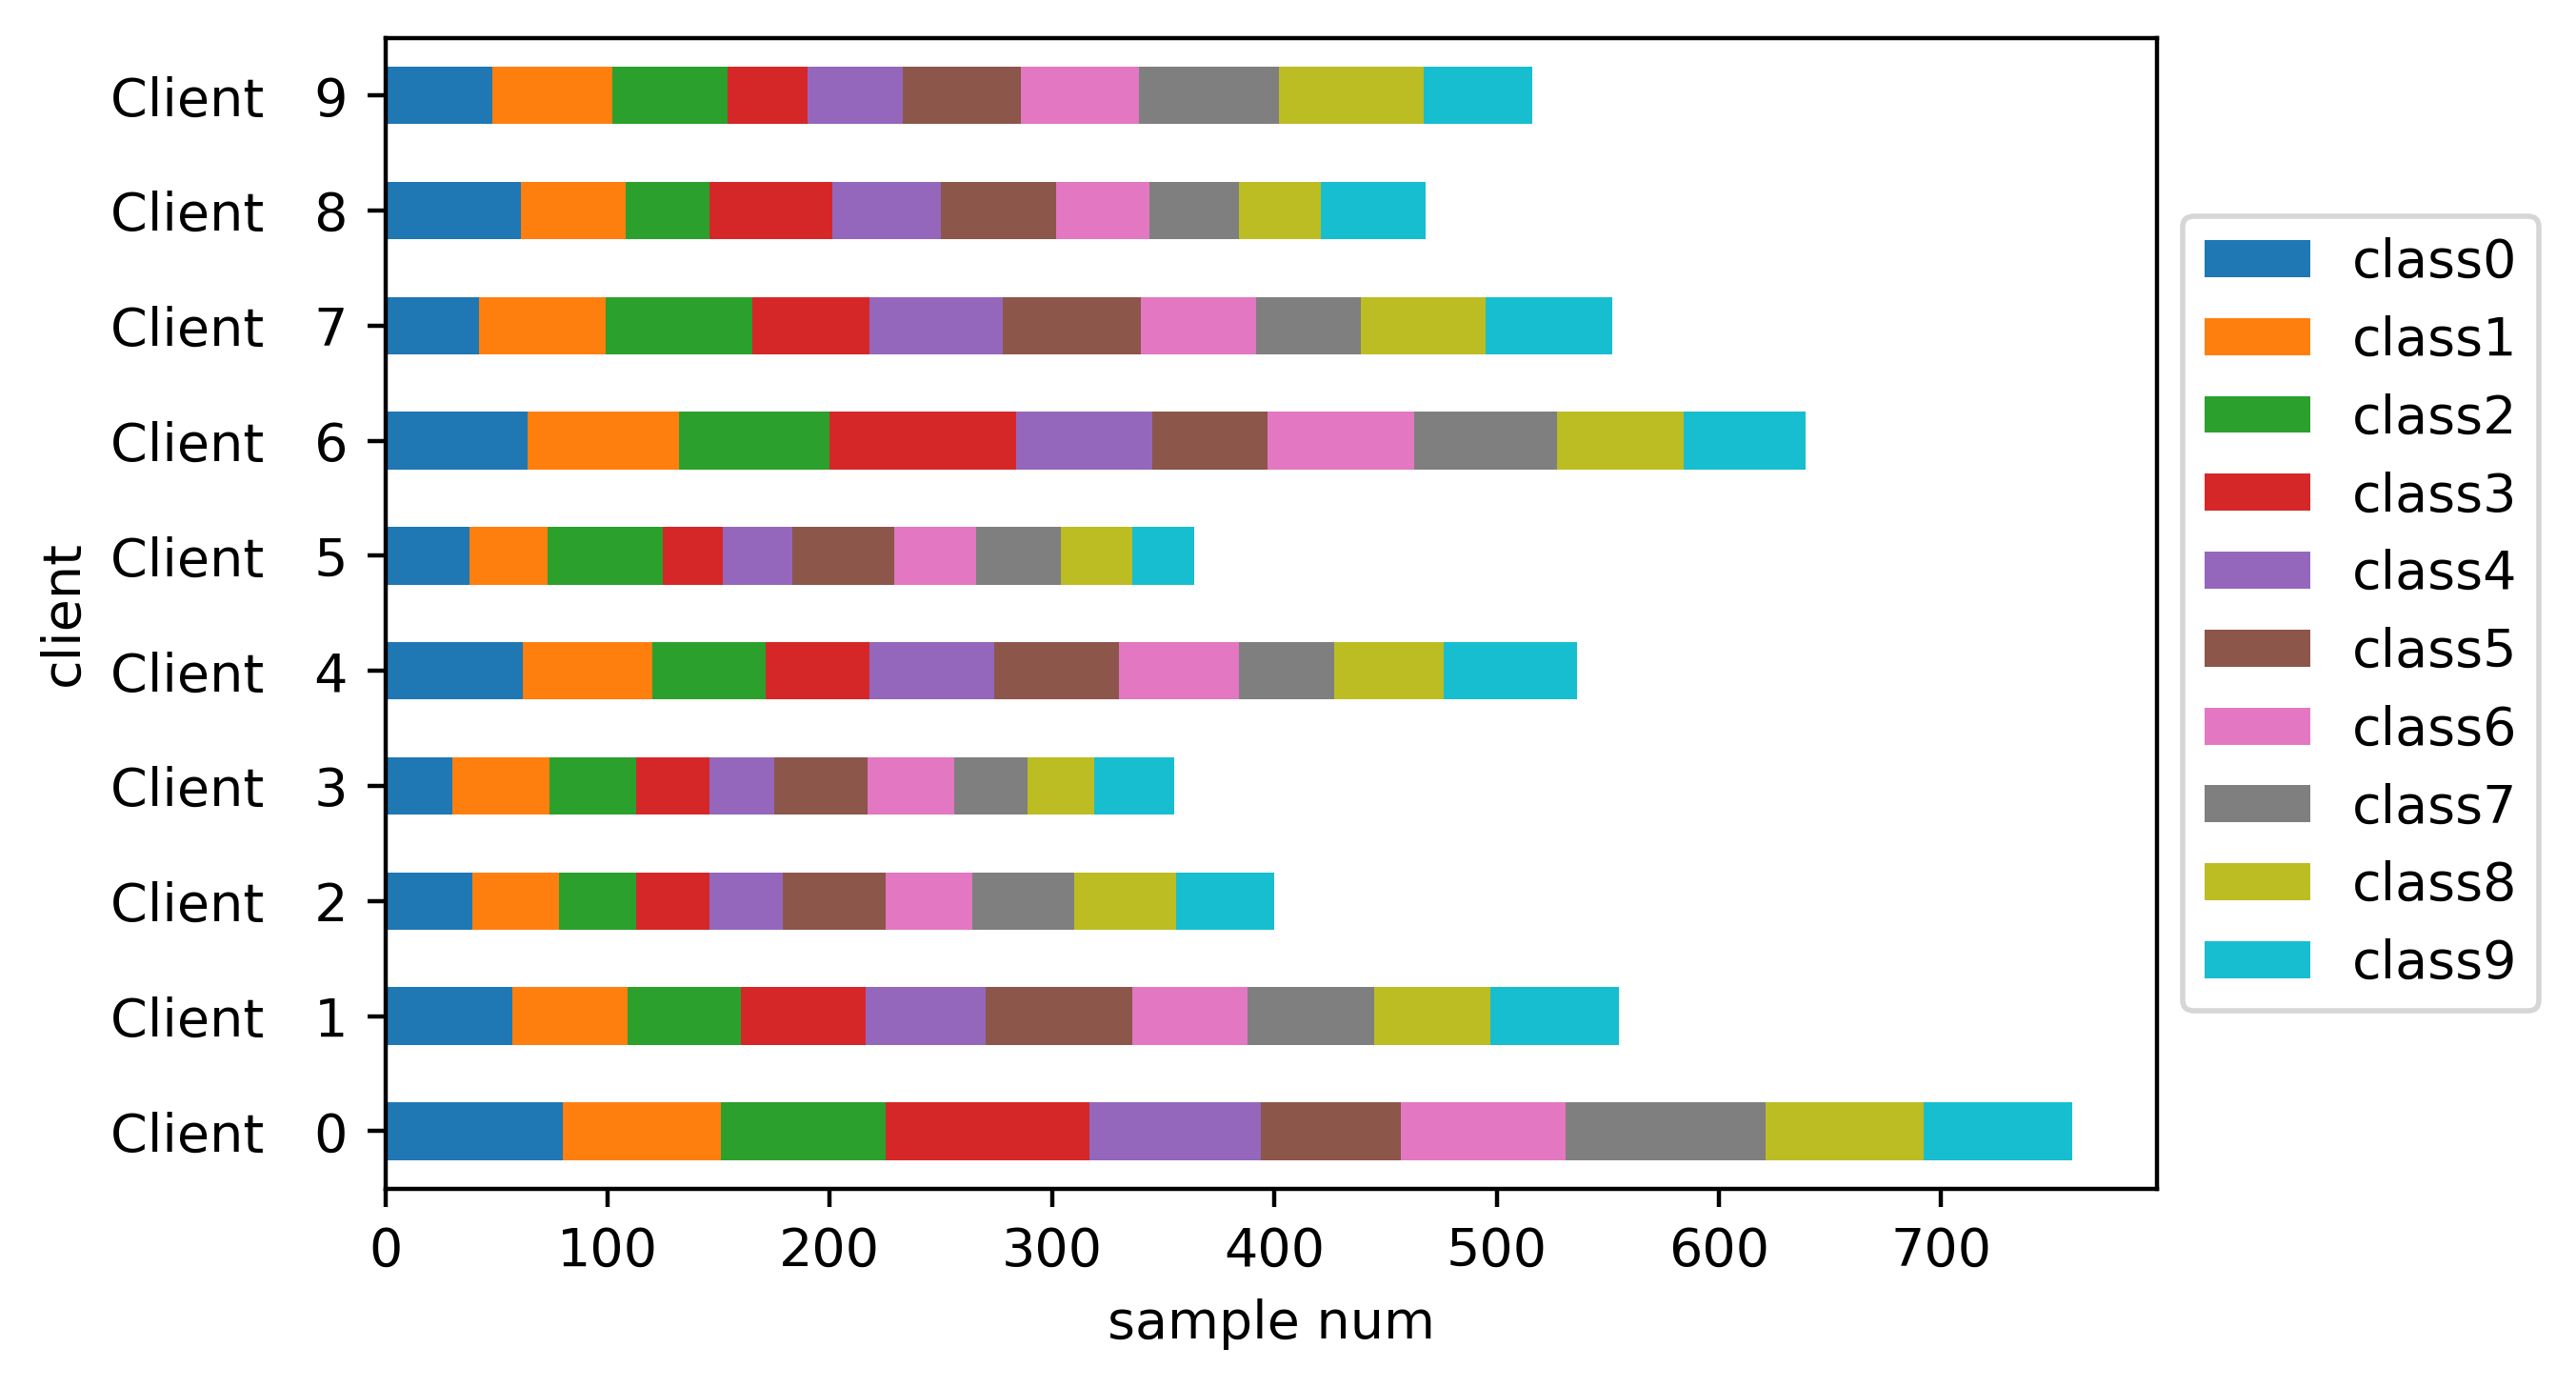 Client 9
Client 8
Client 7
Client 6
Client 5
Client 4
Client 3
Client 2
Client 1
Client 0
client
0 100 200 300 400 500 600 700
sample num
class0
class1
class2
class3
class4
class5
class6
class7
class8
class9